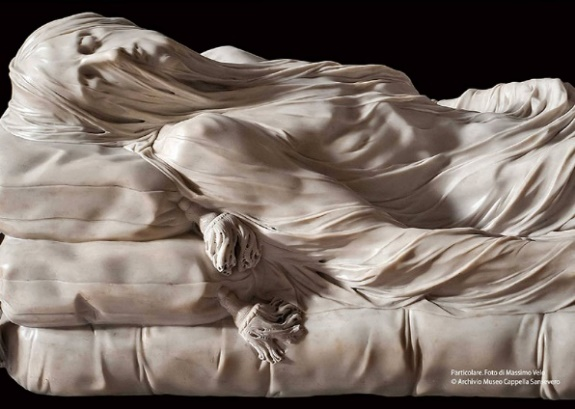 Particolare. Foto di Massimo Velo
© Archivio Museo Cappella Sansevero